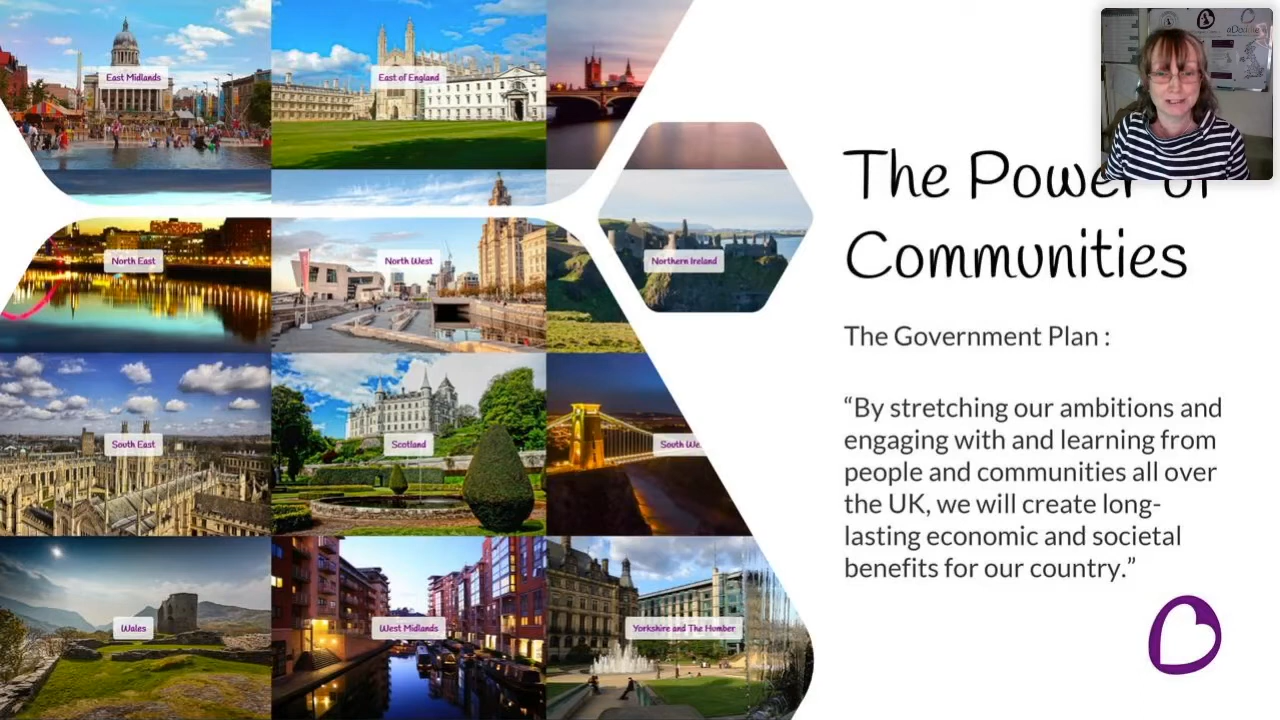 East Midlands
East of England
North East
North West
Northern Ireland
South East
Scotland
South We
Wales
West Midlands
Yorkshire and The Humber
The Power of
Communities
The Government Plan :
“By stretching our ambitions and
engaging with and learning from
people and communities all over
the UK, we will create long-
lasting economic and societal
benefits for our country.”